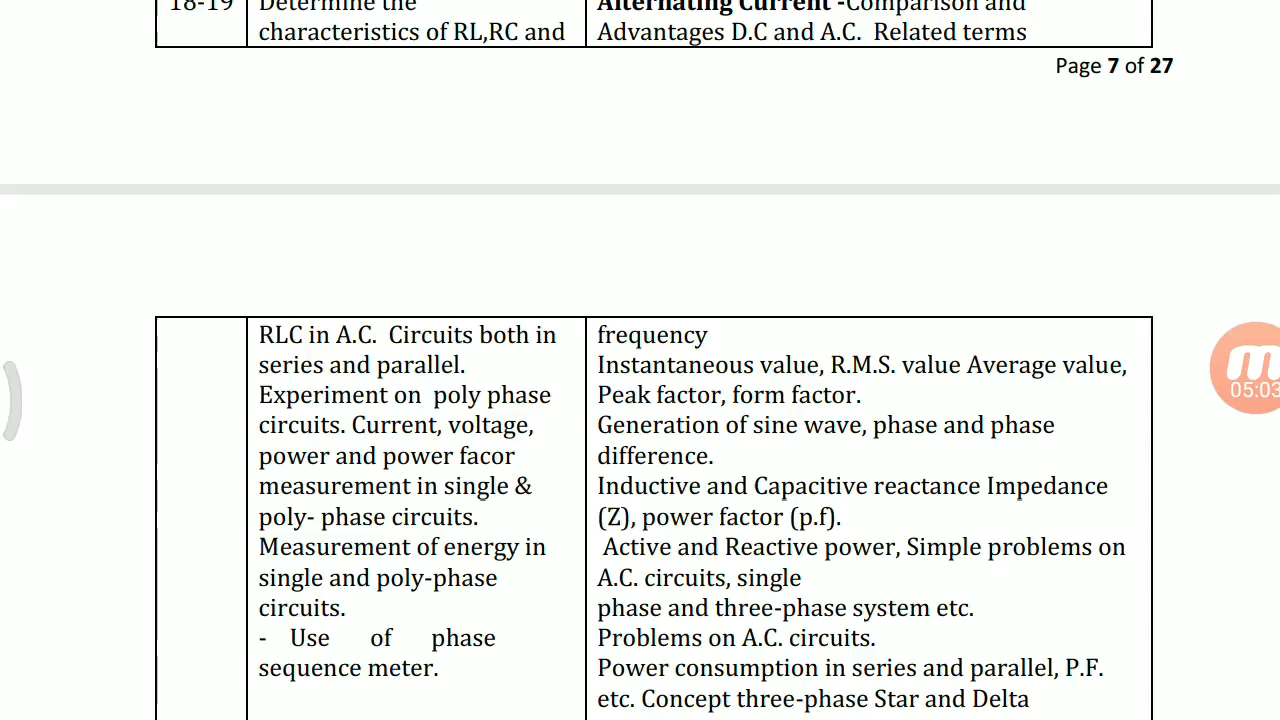 18-19
Determine the
characteristics of RL,RC and
Alternating Current -Comparison and
Advantages D.C and A.C. Related terms
Page 7 of 27
RLC in A.C. Circuits both in
series and parallel.
Experiment on poly phase
circuits. Current, voltage,
power and power facor
measurement in single &
poly- phase circuits.
Measurement of energy in
single and poly-phase
circuits.
- Use of phase
sequence meter.
frequency
Instantaneous value, R.M.S. value Average value,
Peak factor, form factor.
Generation of sine wave, phase and phase
difference.
Inductive and Capacitive reactance Impedance
(Z), power factor (p.f).
Active and Reactive power, Simple problems on
A.C. circuits, single
phase and three-phase system etc.
Problems on A.C. circuits.
Power consumption in series and parallel, P.F.
etc. Concept three-phase Star and Delta
m
05:03